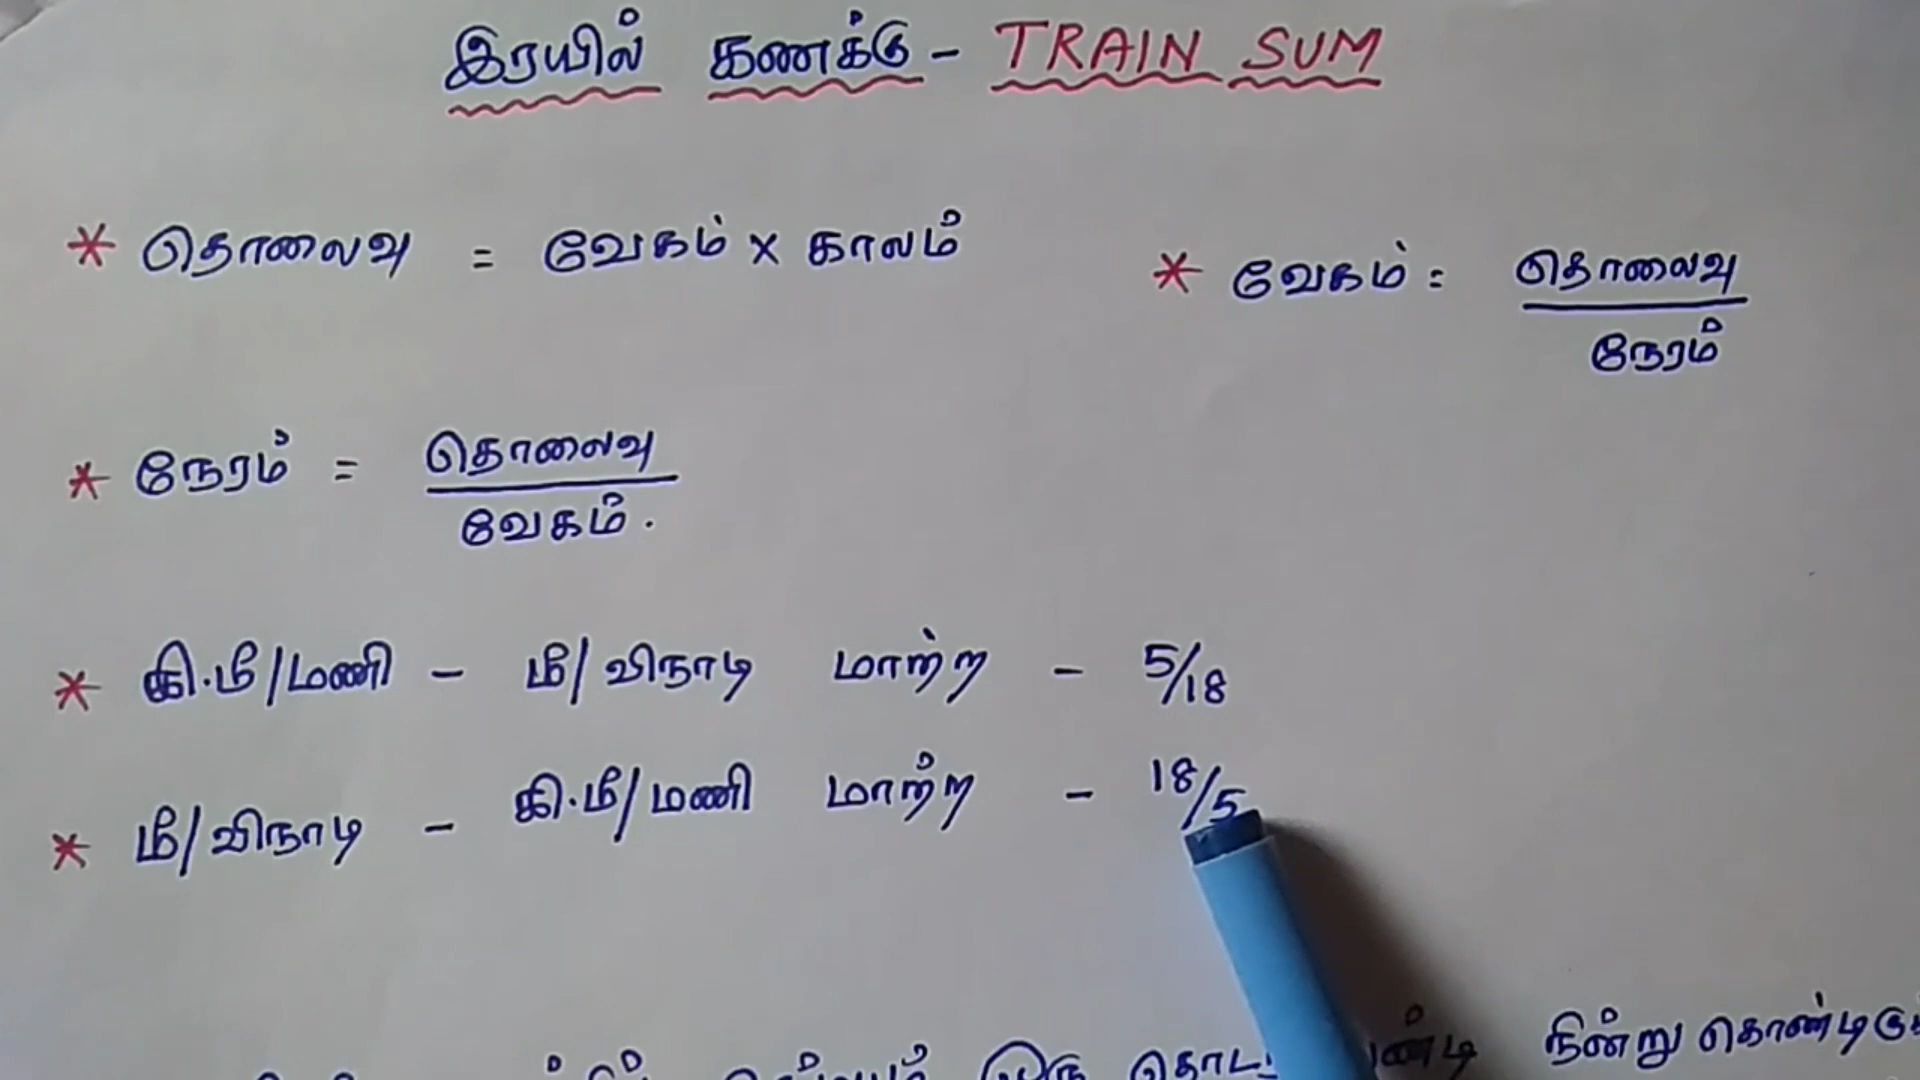 இரயில் கணக்கு - TRAIN SUM
* தொலைவு = வேகம் x காலம்
* வேகம் = தொலைவு / நேரம்
* நேரம் = தொலைவு / வேகம்.
* கி.மீ/மணி - மீ/விநாடி மாற்ற - 5/18
* மீ/விநாடி - கி.மீ/மணி மாற்ற - 18/5
நின்று கொண்டிரு